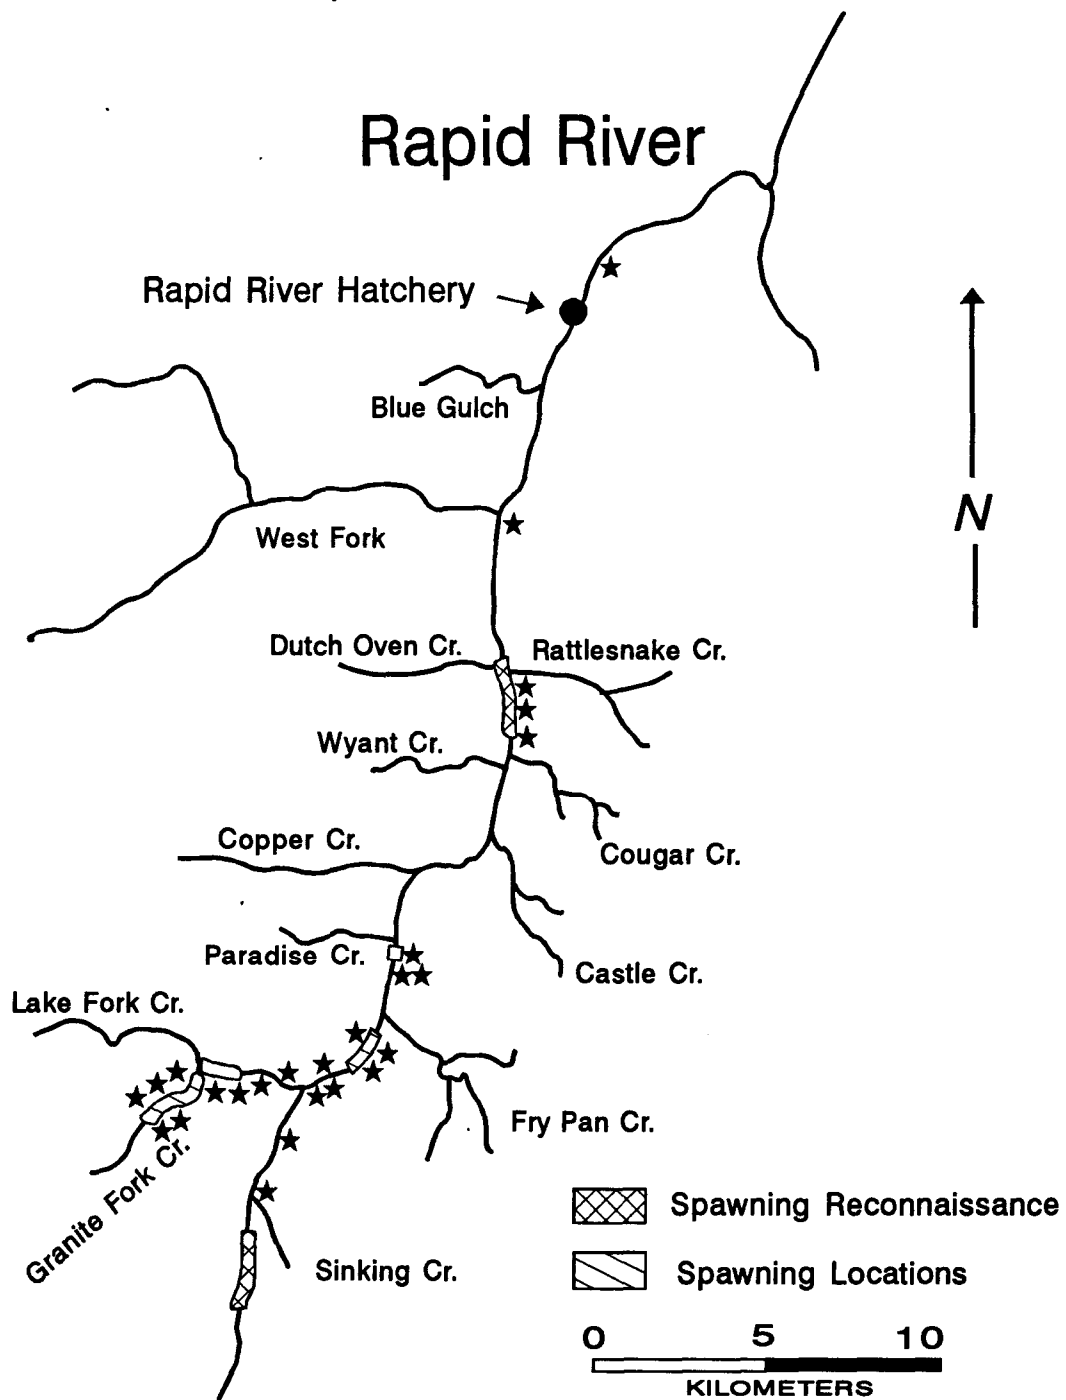 Rapid River
Rapid River Hatchery
Blue Gulch
N
West Fork
Dutch Oven Cr.
Rattlesnake Cr.
Wyant Cr.
Copper Cr.
Cougar Cr.
Paradise Cr.
Castle Cr.
Lake Fork Cr.
Fry Pan Cr.
Granite Fork Cr.
Spawning Reconnaissance
Sinking Cr.
Spawning Locations
0 5 10
KILOMETERS